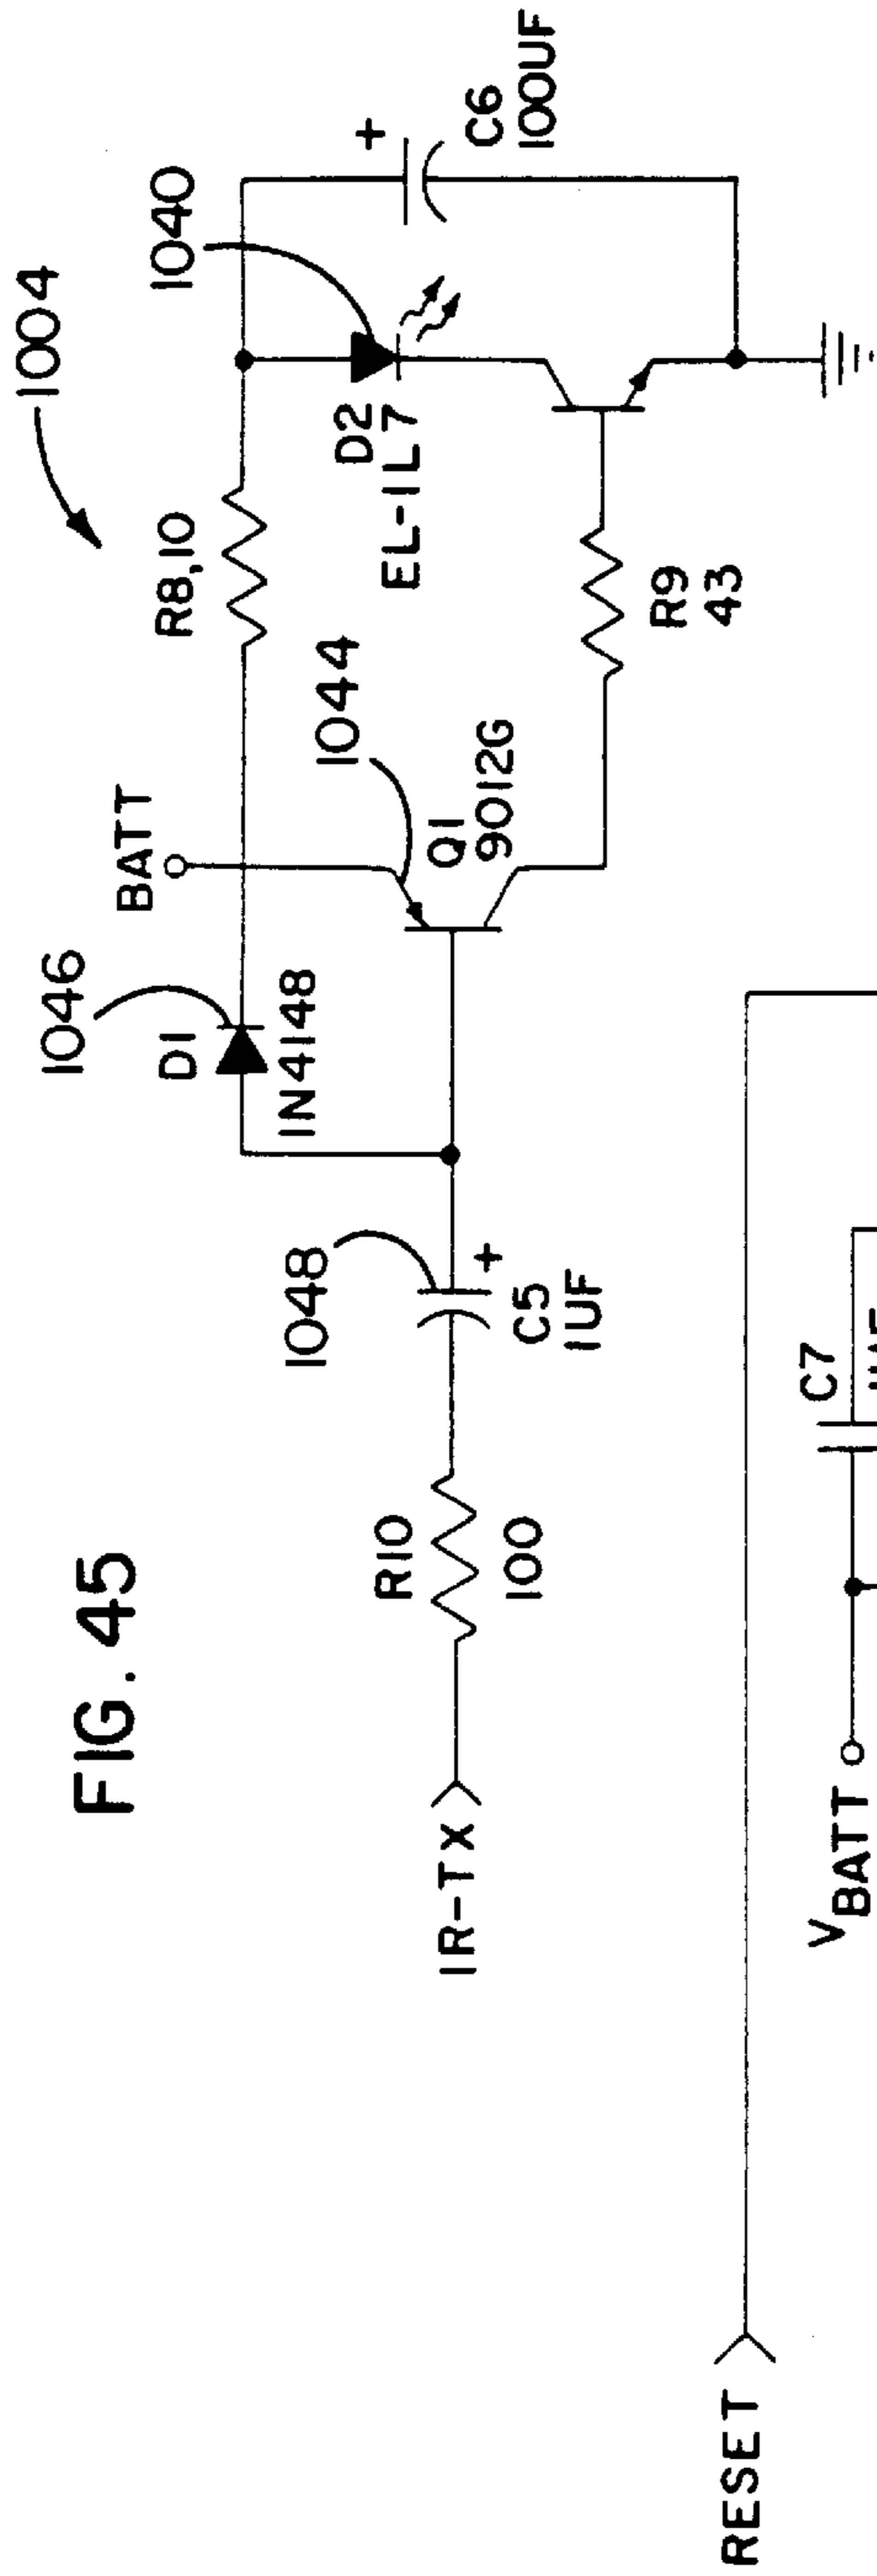 FIG. 45
1004
1046
D1
IN4148
BATT
R8,10
1040
D2
EL-1L7
+
C6
100UF
1044
Q1
9012G
R9
43
1048
+
C5
1UF
R10
100
IR-TX
RESET
C7
VBATT